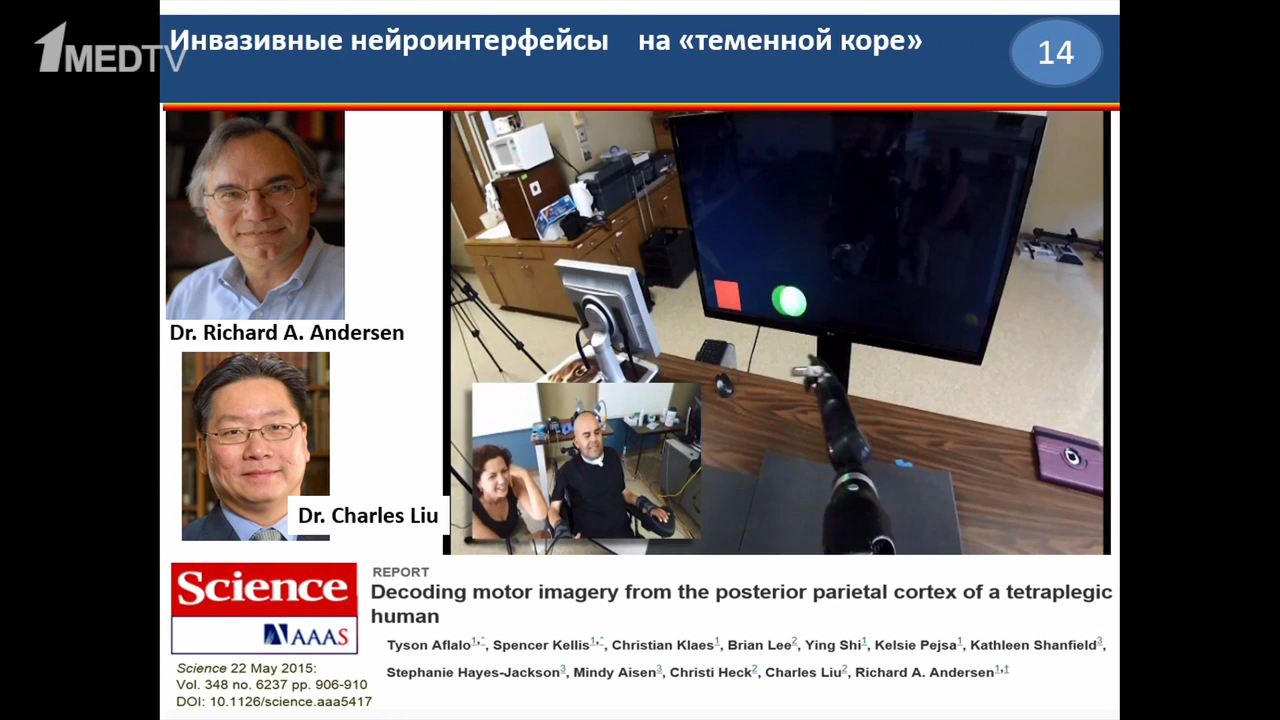 1MEDTV
Инвазивные нейроинтерфейсы на «теменной коре»
14
Dr. Richard A. Andersen
Dr. Charles Liu
Science
AAAS
Science 22 May 2015:
Vol. 348 no. 6237 pp. 906-910
DOI: 10.1126/science.aaa5417
REPORT
Decoding motor imagery from the posterior parietal cortex of a tetraplegic
human
Tyson Aflalo1,*, Spencer Kellis1,*, Christian Klaes1, Brian Lee2, Ying Shi1, Kelsie Pejsa1, Kathleen Shanfield3,
Stephanie Hayes-Jackson3, Mindy Aisen3, Christi Heck2, Charles Liu2, Richard A. Andersen1,†